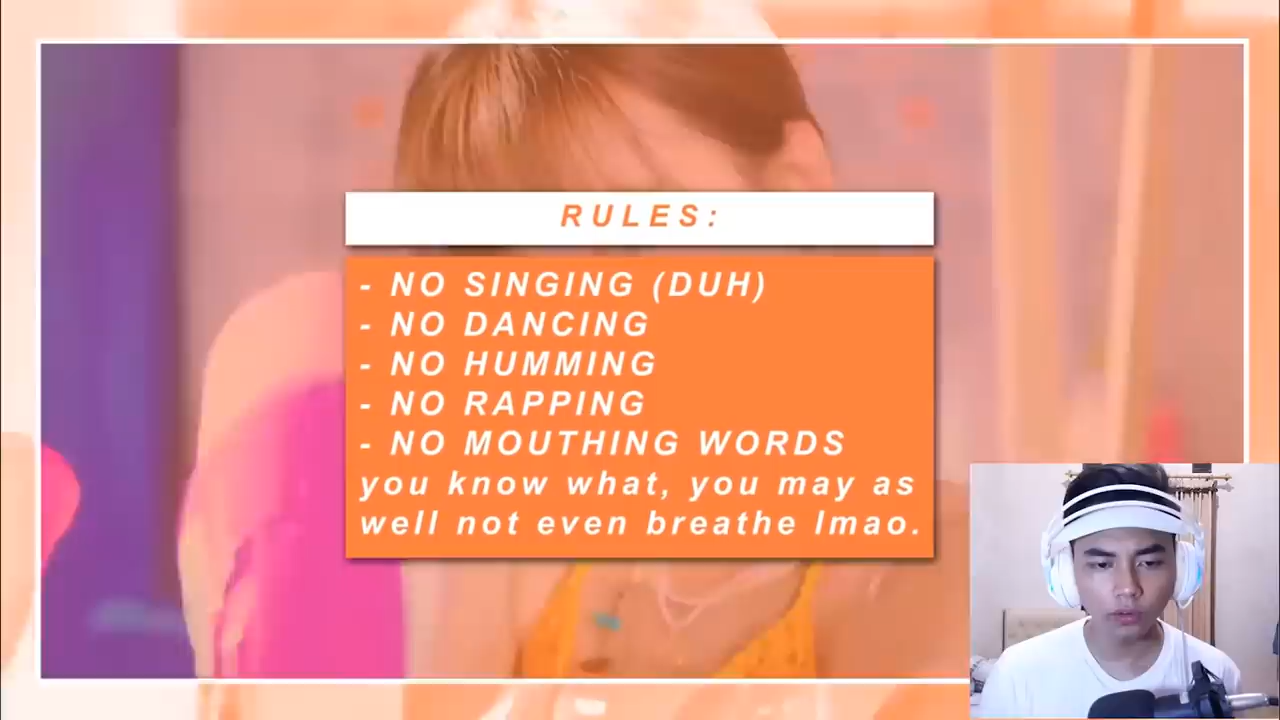 RULES:
- NO SINGING (DUH)
- NO DANCING
- NO HUMMING
- NO RAPPING
- NO MOUTHING WORDS
you know what, you may as
well not even breathe lmao.